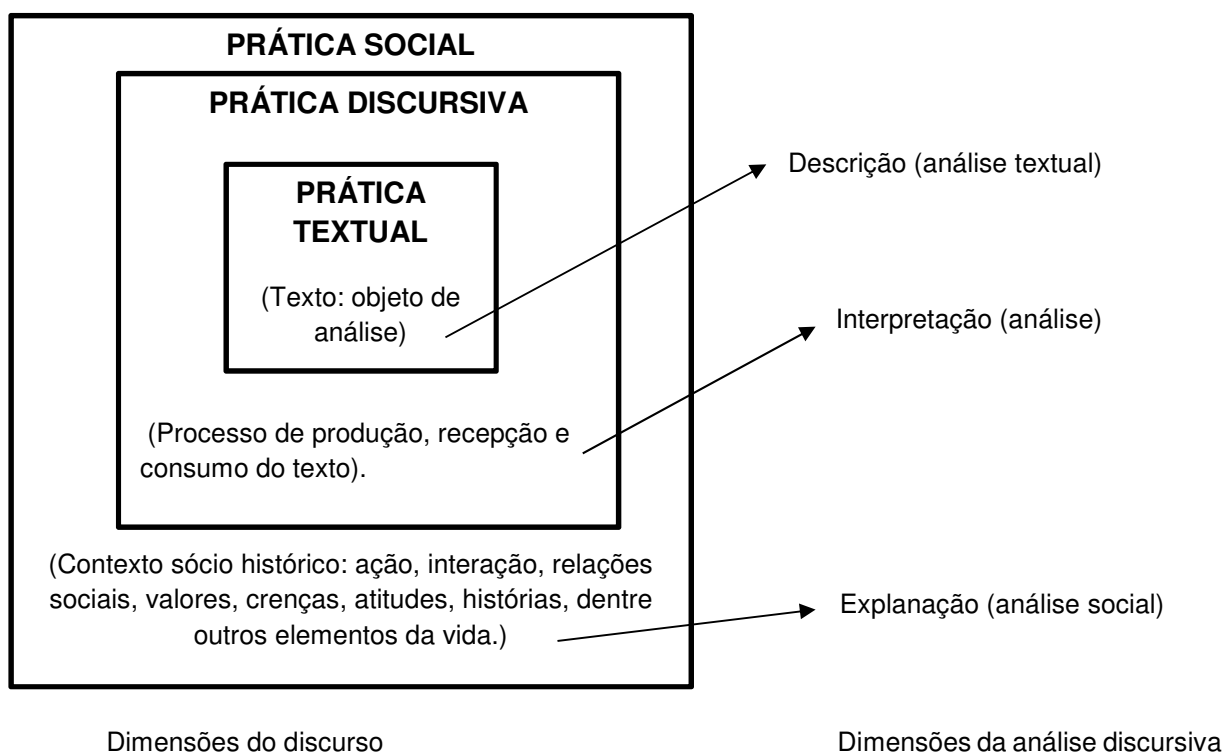 PRÁTICA SOCIAL
PRÁTICA DISCURSIVA
PRÁTICA
TEXTUAL
(Texto: objeto de
análise)
Descrição (análise textual)
Interpretação (análise)
(Processo de produção, recepção e
consumo do texto).
(Contexto sócio histórico: ação, interação, relações
sociais, valores, crenças, atitudes, histórias, dentre
outros elementos da vida.)
Explanação (análise social)
Dimensões do discurso
Dimensões da análise discursiva